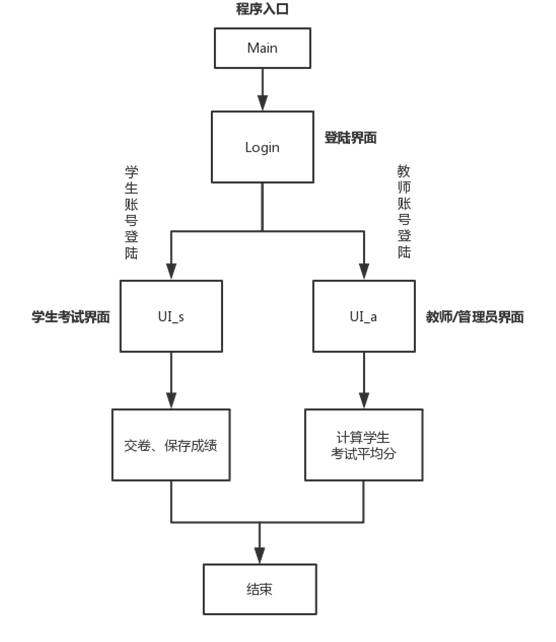 程序入口
Main
Login
登陆界面
学生账号登陆
教师账号登陆
学生考试界面
UI_s
UI_a
教师/管理员界面
交卷、保存成绩
计算学生
考试平均分
结束